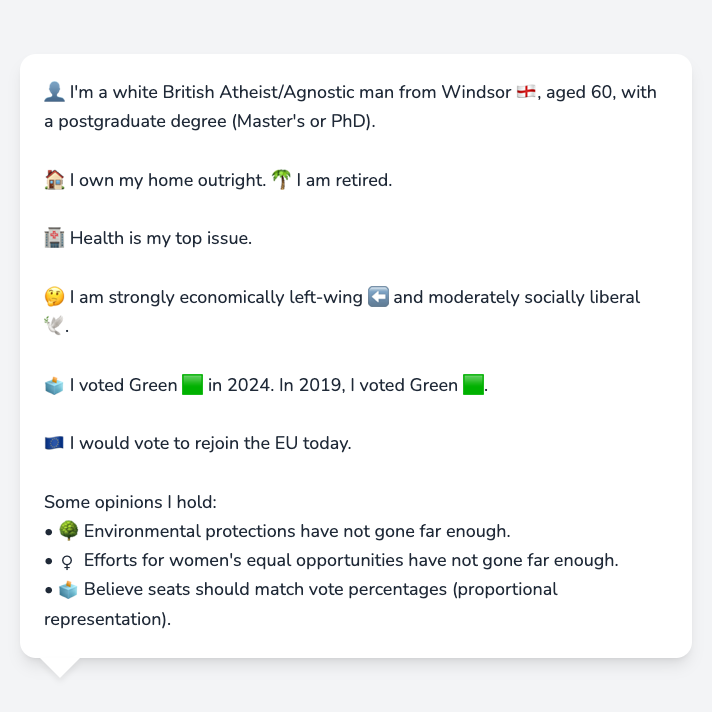 👤 I'm a white British Atheist/Agnostic man from Windsor 🏴󠁧󠁢󠁥󠁮󠁧󠁿, aged 60, with
a postgraduate degree (Master's or PhD).
🏠 I own my home outright. 🌴 I am retired.
🏥 Health is my top issue.
🤔 I am strongly economically left-wing ⬅️ and moderately socially liberal
🕊️.
🗳️ I voted Green 🟩 in 2024. In 2019, I voted Green 🟩.
🇪🇺 I would vote to rejoin the EU today.
Some opinions I hold:
• 🌳 Environmental protections have not gone far enough.
• ♀ Efforts for women's equal opportunities have not gone far enough.
• 🗳️ Believe seats should match vote percentages (proportional
representation).